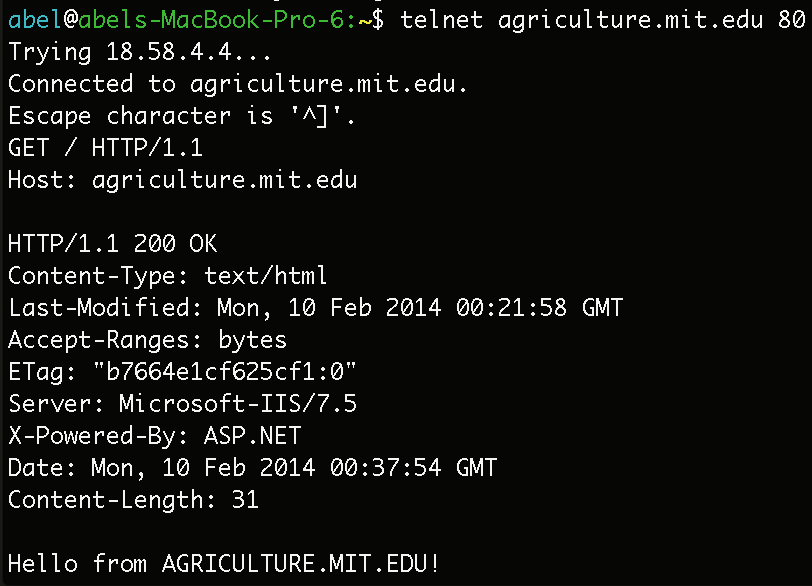 abel@abels-MacBook-Pro-6:~$ telnet agriculture.mit.edu 80
Trying 18.58.4.4...
Connected to agriculture.mit.edu.
Escape character is '^]'.
GET / HTTP/1.1
Host: agriculture.mit.edu

HTTP/1.1 200 OK
Content-Type: text/html
Last-Modified: Mon, 10 Feb 2014 00:21:58 GMT
Accept-Ranges: bytes
ETag: "b7664e1cf625cf1:0"
Server: Microsoft-IIS/7.5
X-Powered-By: ASP.NET
Date: Mon, 10 Feb 2014 00:37:54 GMT
Content-Length: 31

Hello from AGRICULTURE.MIT.EDU!